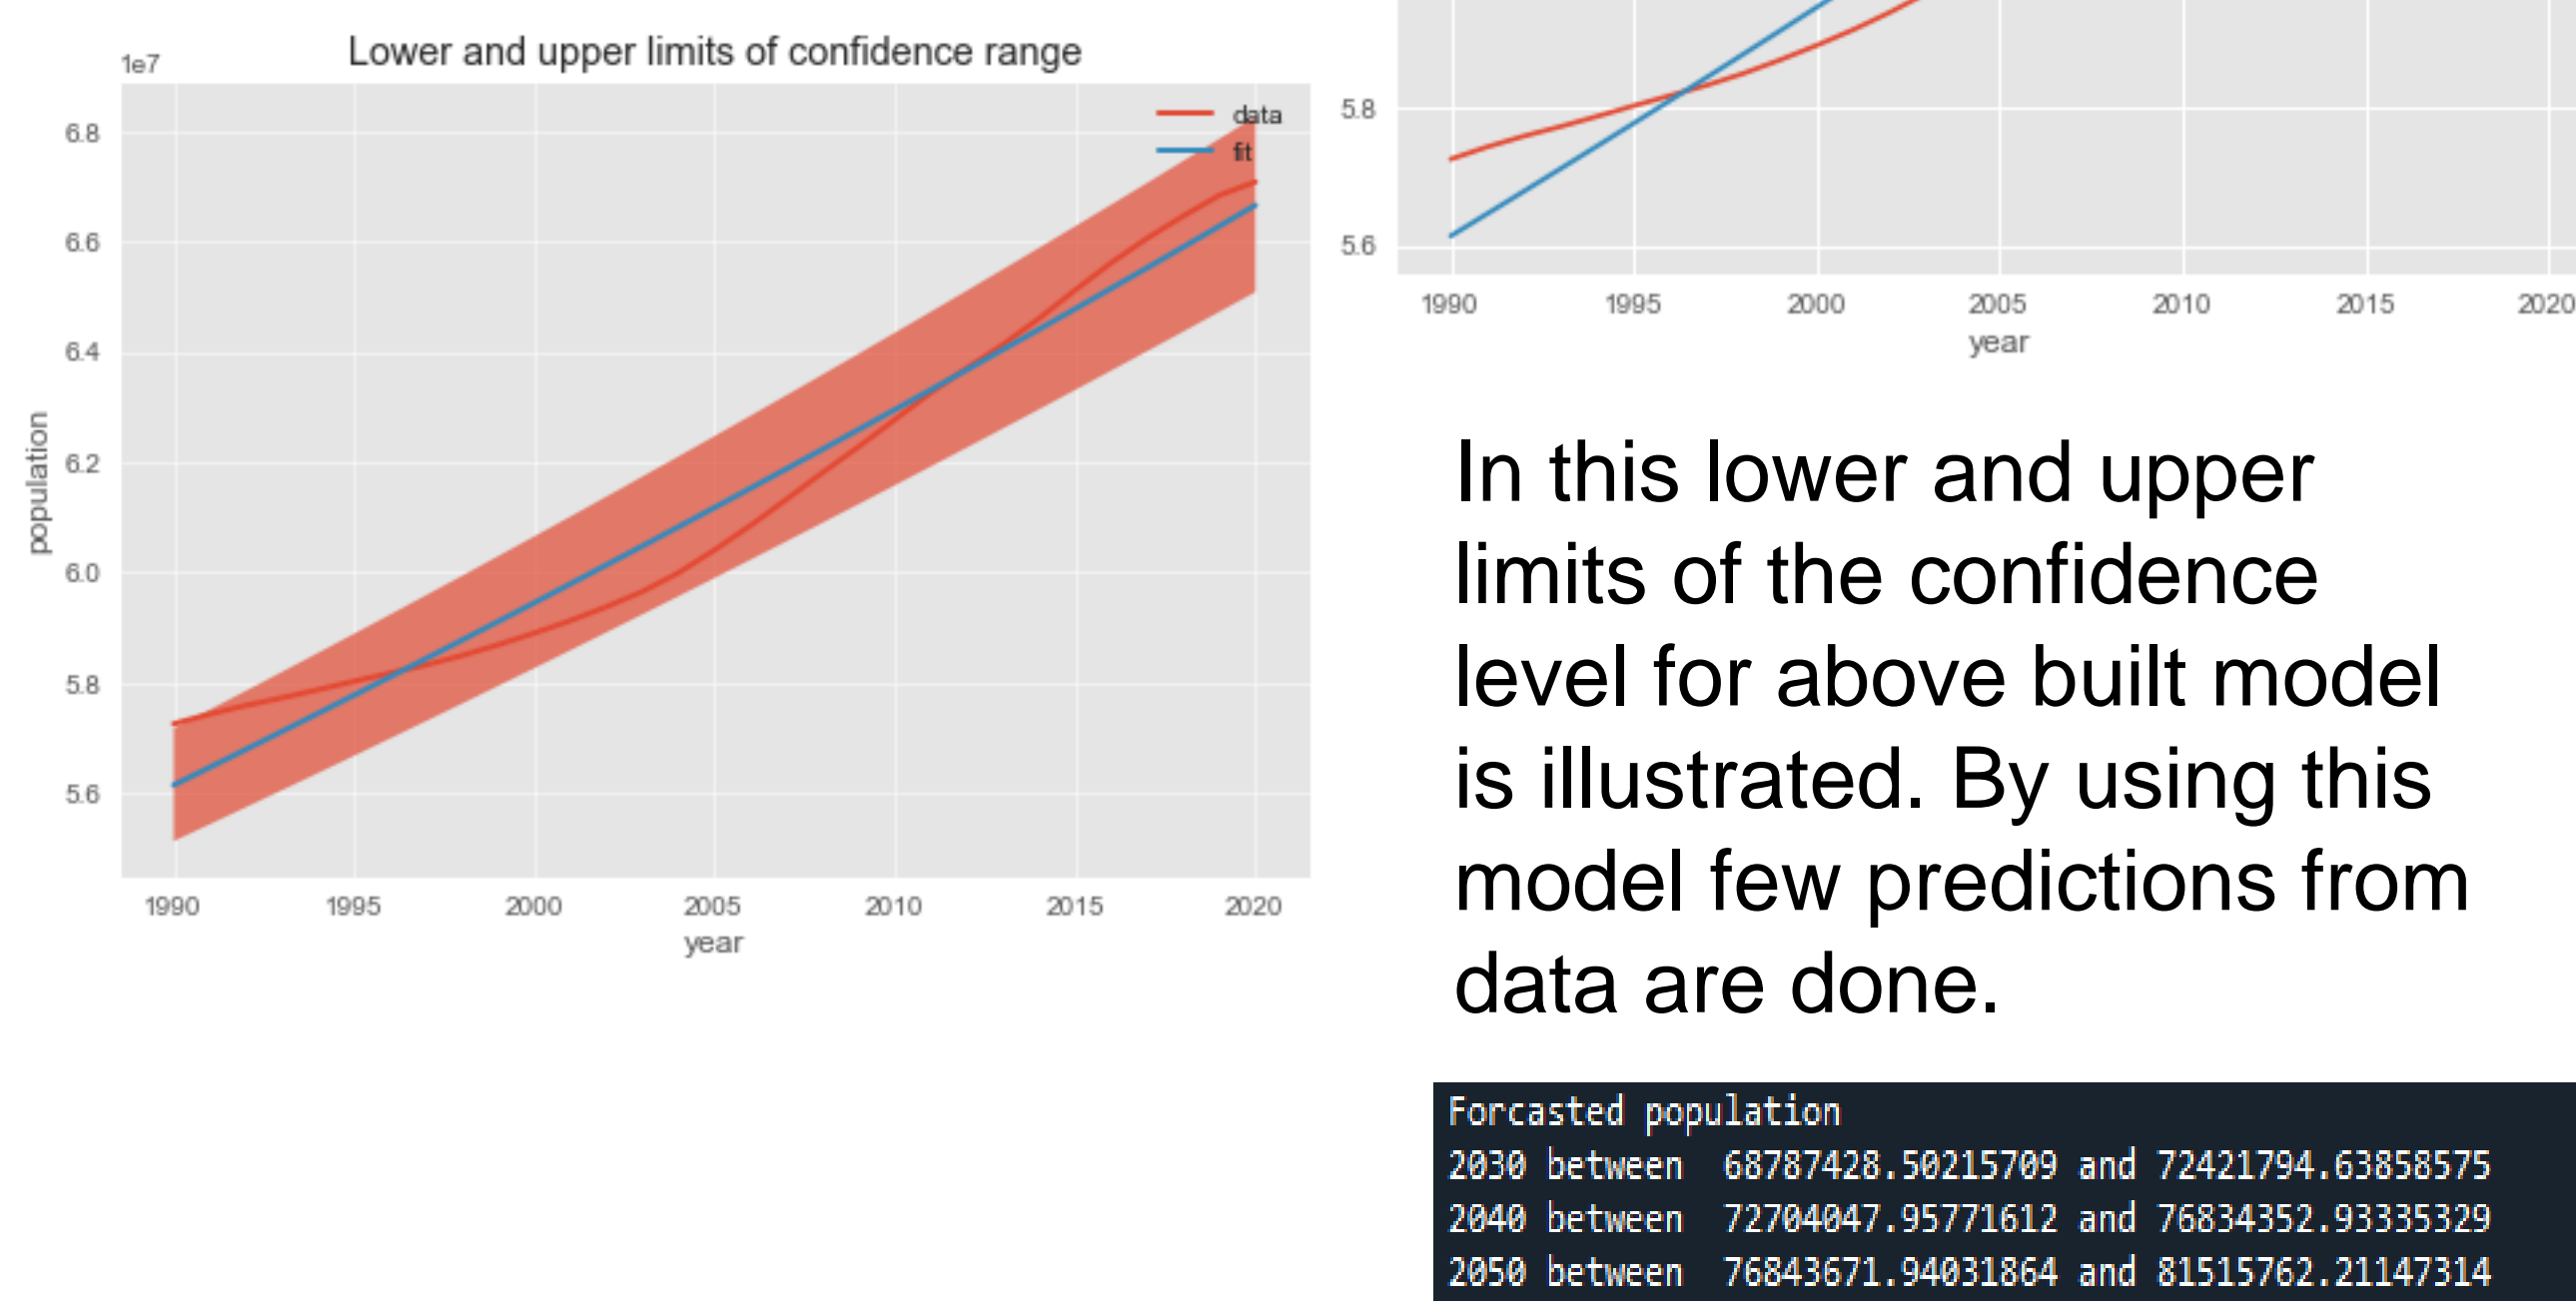 Lower and upper limits of confidence range
1e7
data
fit
6.8
6.6
6.4
6.2
6.0
5.8
5.6
population
1990 1995 2000 2005 2010 2015 2020
year
5.8
5.6
1990 1995 2000 2005 2010 2015 2020
year
In this lower and upper
limits of the confidence
level for above built model
is illustrated. By using this
model few predictions from
data are done.
Forcasted population
2030 between  68787428.50215709 and 72421794.63858575
2040 between  72704047.95771612 and 76834352.93335329
2050 between  76843671.94031864 and 81515762.21147314